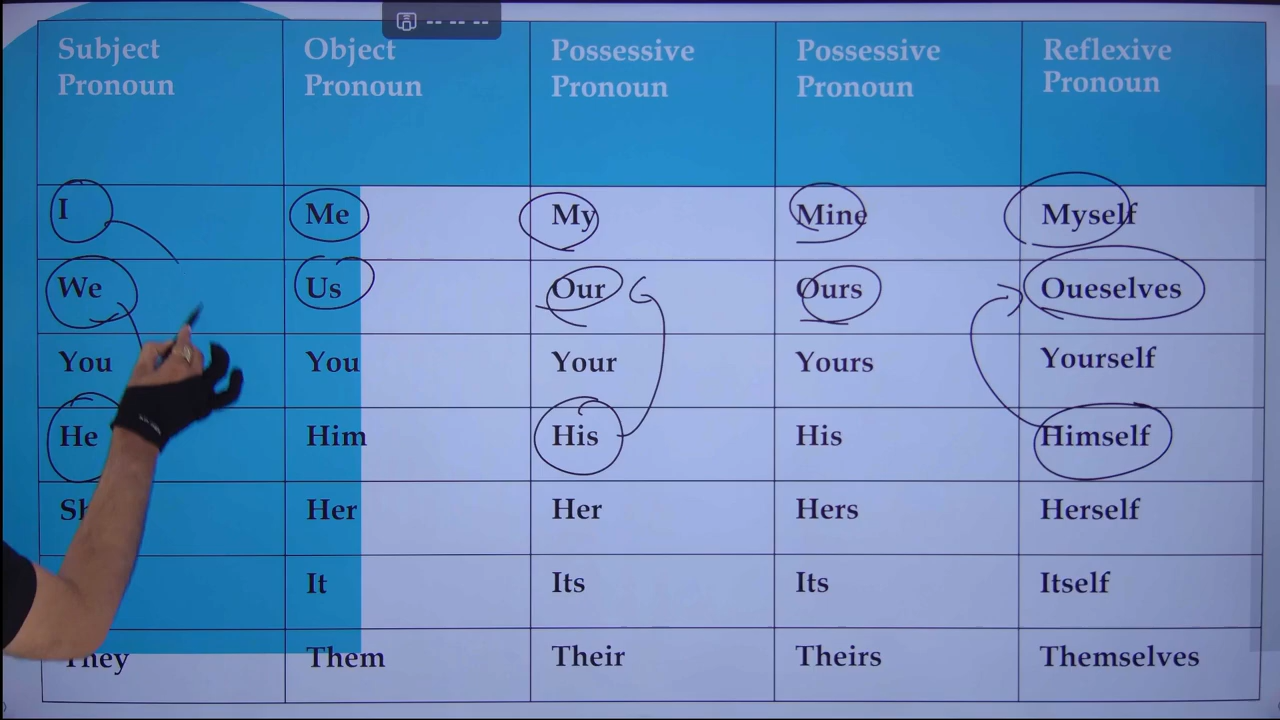 Subject Pronoun Object Pronoun Possessive Pronoun Possessive Pronoun Reflexive Pronoun
I Me My Mine Myself
We Us Our Ours Oueselves
You You Your Yours Yourself
He Him His His Himself
Her Her Hers Herself
It Its Its Itself
They Them Their Theirs Themselves